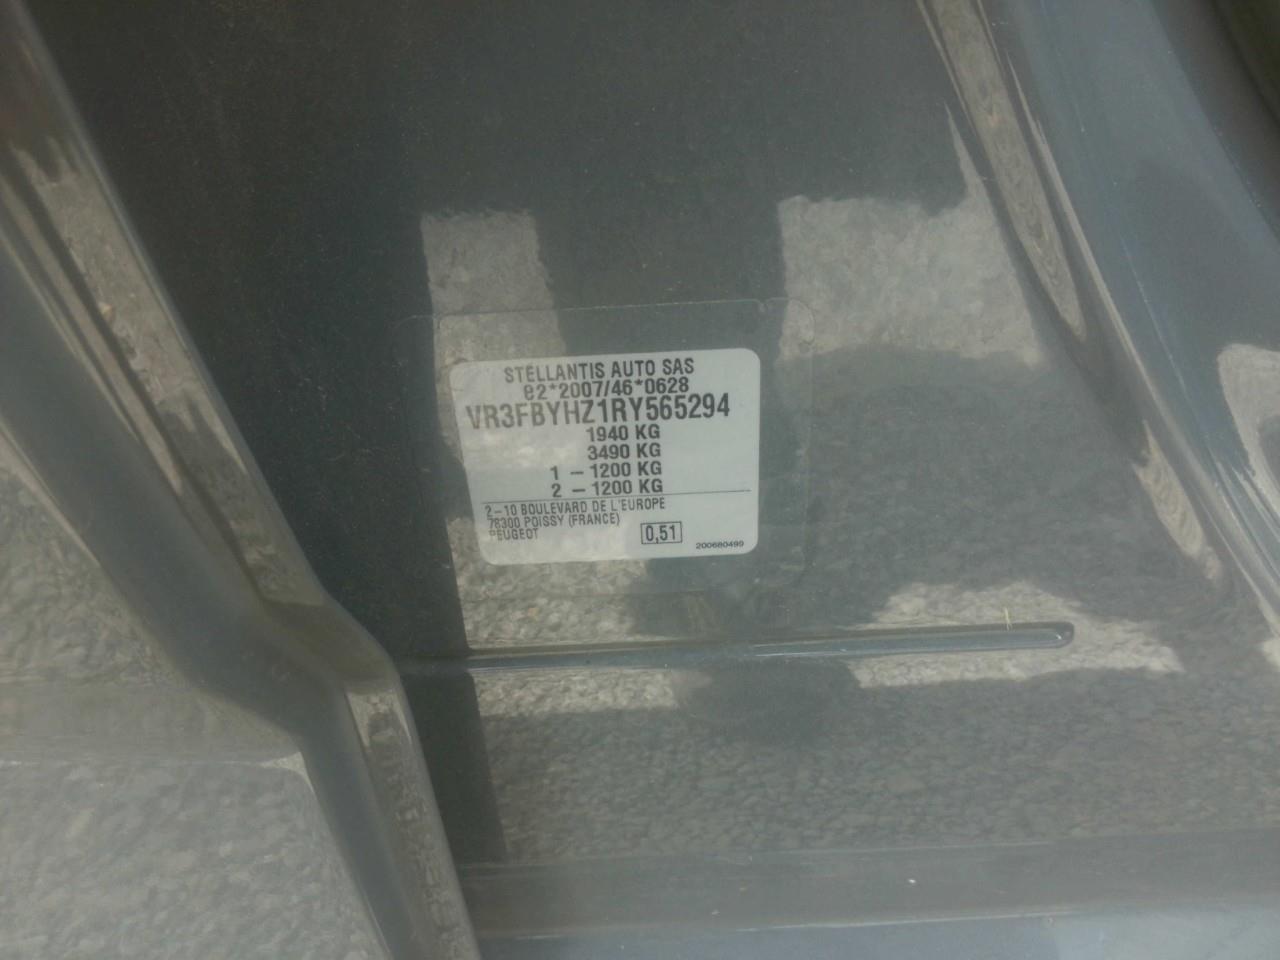 STELLANTIS AUTO SAS
e2*2007/46*0628
VR3FBYHZ1RY565294
1940 KG
3490 KG
1 – 1200 KG
2 – 1200 KG
2–10 BOULEVARD DE L'EUROPE
78300 POISSY (FRANCE)
PEUGEOT
0,51
200680499